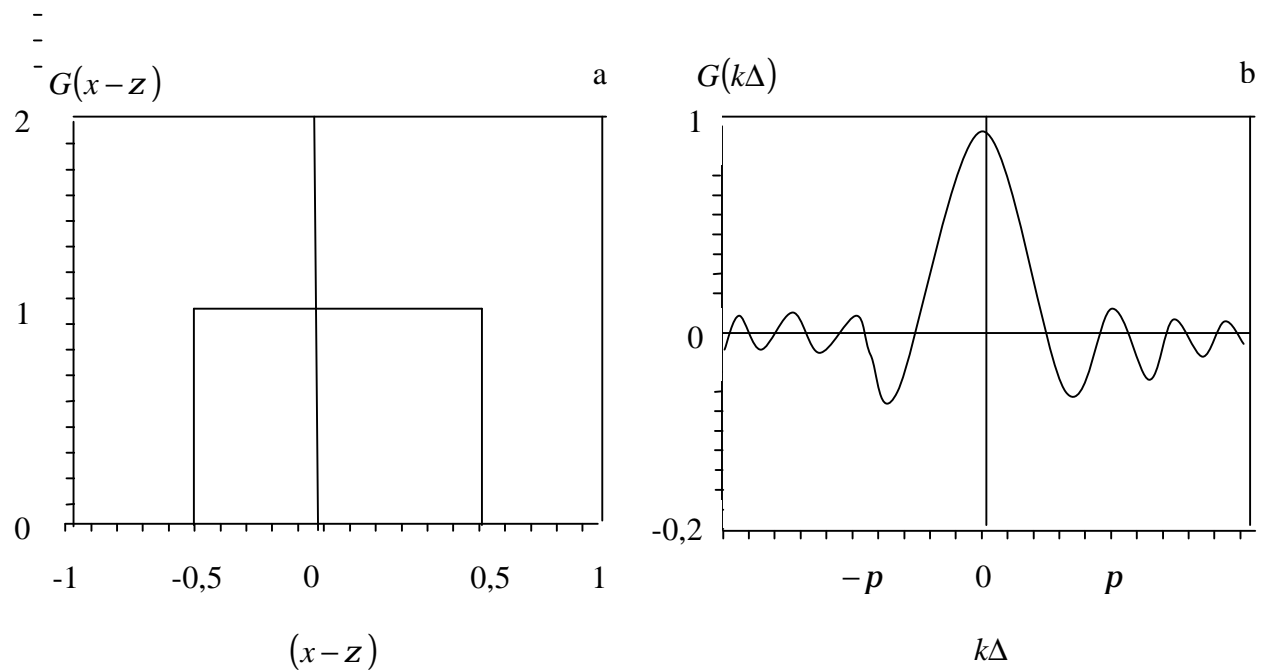 G(x – z)
a
2
1
0
-1 -0,5 0 0,5 1
(x – z)
G(kΔ)
b
1
0
-0,2
– p 0 p
kΔ